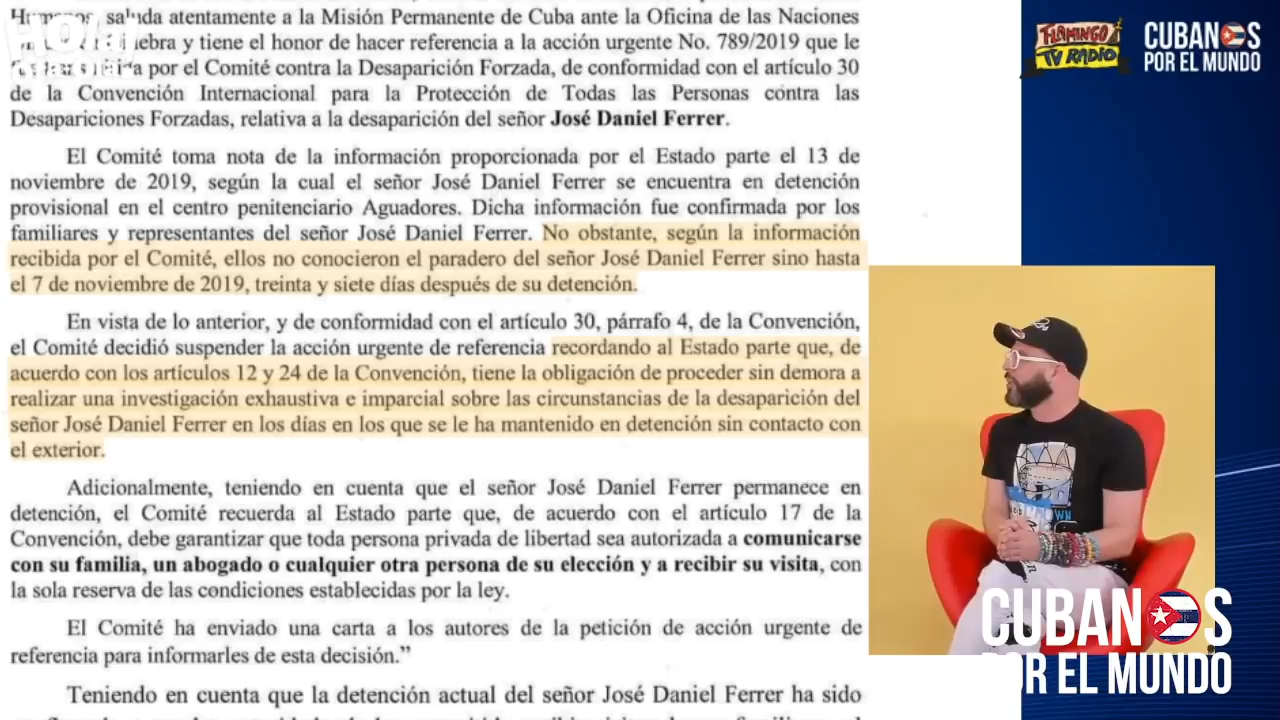 Humanos, saluda atentamente a la Misión Permanente de Cuba ante la Oficina de las Naciones
y tiene el honor de hacer referencia a la acción urgente No. 789/2019 que le
por el Comité contra la Desaparición Forzada, de conformidad con el artículo 30
de la Convención Internacional para la Protección de Todas las Personas contra las
Desapariciones Forzadas, relativa a la desaparición del señor José Daniel Ferrer.
El Comité toma nota de la información proporcionada por el Estado parte el 13 de
noviembre de 2019, según la cual el señor José Daniel Ferrer se encuentra en detención
provisional en el centro penitenciario Aguadores. Dicha información fue confirmada por los
familiares y representantes del señor José Daniel Ferrer. No obstante, según la información
recibida por el Comité, ellos no conocieron el paradero del señor José Daniel Ferrer sino hasta
el 7 de noviembre de 2019, treinta y siete días después de su detención.
En vista de lo anterior, y de conformidad con el artículo 30, párrafo 4, de la Convención,
el Comité decidió suspender la acción urgente de referencia recordando al Estado parte que, de
acuerdo con los artículos 12 y 24 de la Convención, tiene la obligación de proceder sin demora a
realizar una investigación exhaustiva e imparcial sobre las circunstancias de la desaparición del
señor José Daniel Ferrer en los días en los que se le ha mantenido en detención sin contacto con
el exterior.
Adicionalmente, teniendo en cuenta que el señor José Daniel Ferrer permanece en
detención, el Comité recuerda al Estado parte que, de acuerdo con el artículo 17 de la
Convención, debe garantizar que toda persona privada de libertad sea autorizada a comunicarse
con su familia, un abogado o cualquier otra persona de su elección y a recibir su visita, con
la sola reserva de las condiciones establecidas por la ley.
El Comité ha enviado una carta a los autores de la petición de acción urgente de
referencia para informarles de esta decisión.”
Teniendo en cuenta que la detención actual del señor José Daniel Ferrer ha sido
FLAMINGO
TV RADIO
CUBANOS
POR EL MUNDO
CUBANOS
POR EL MUNDO